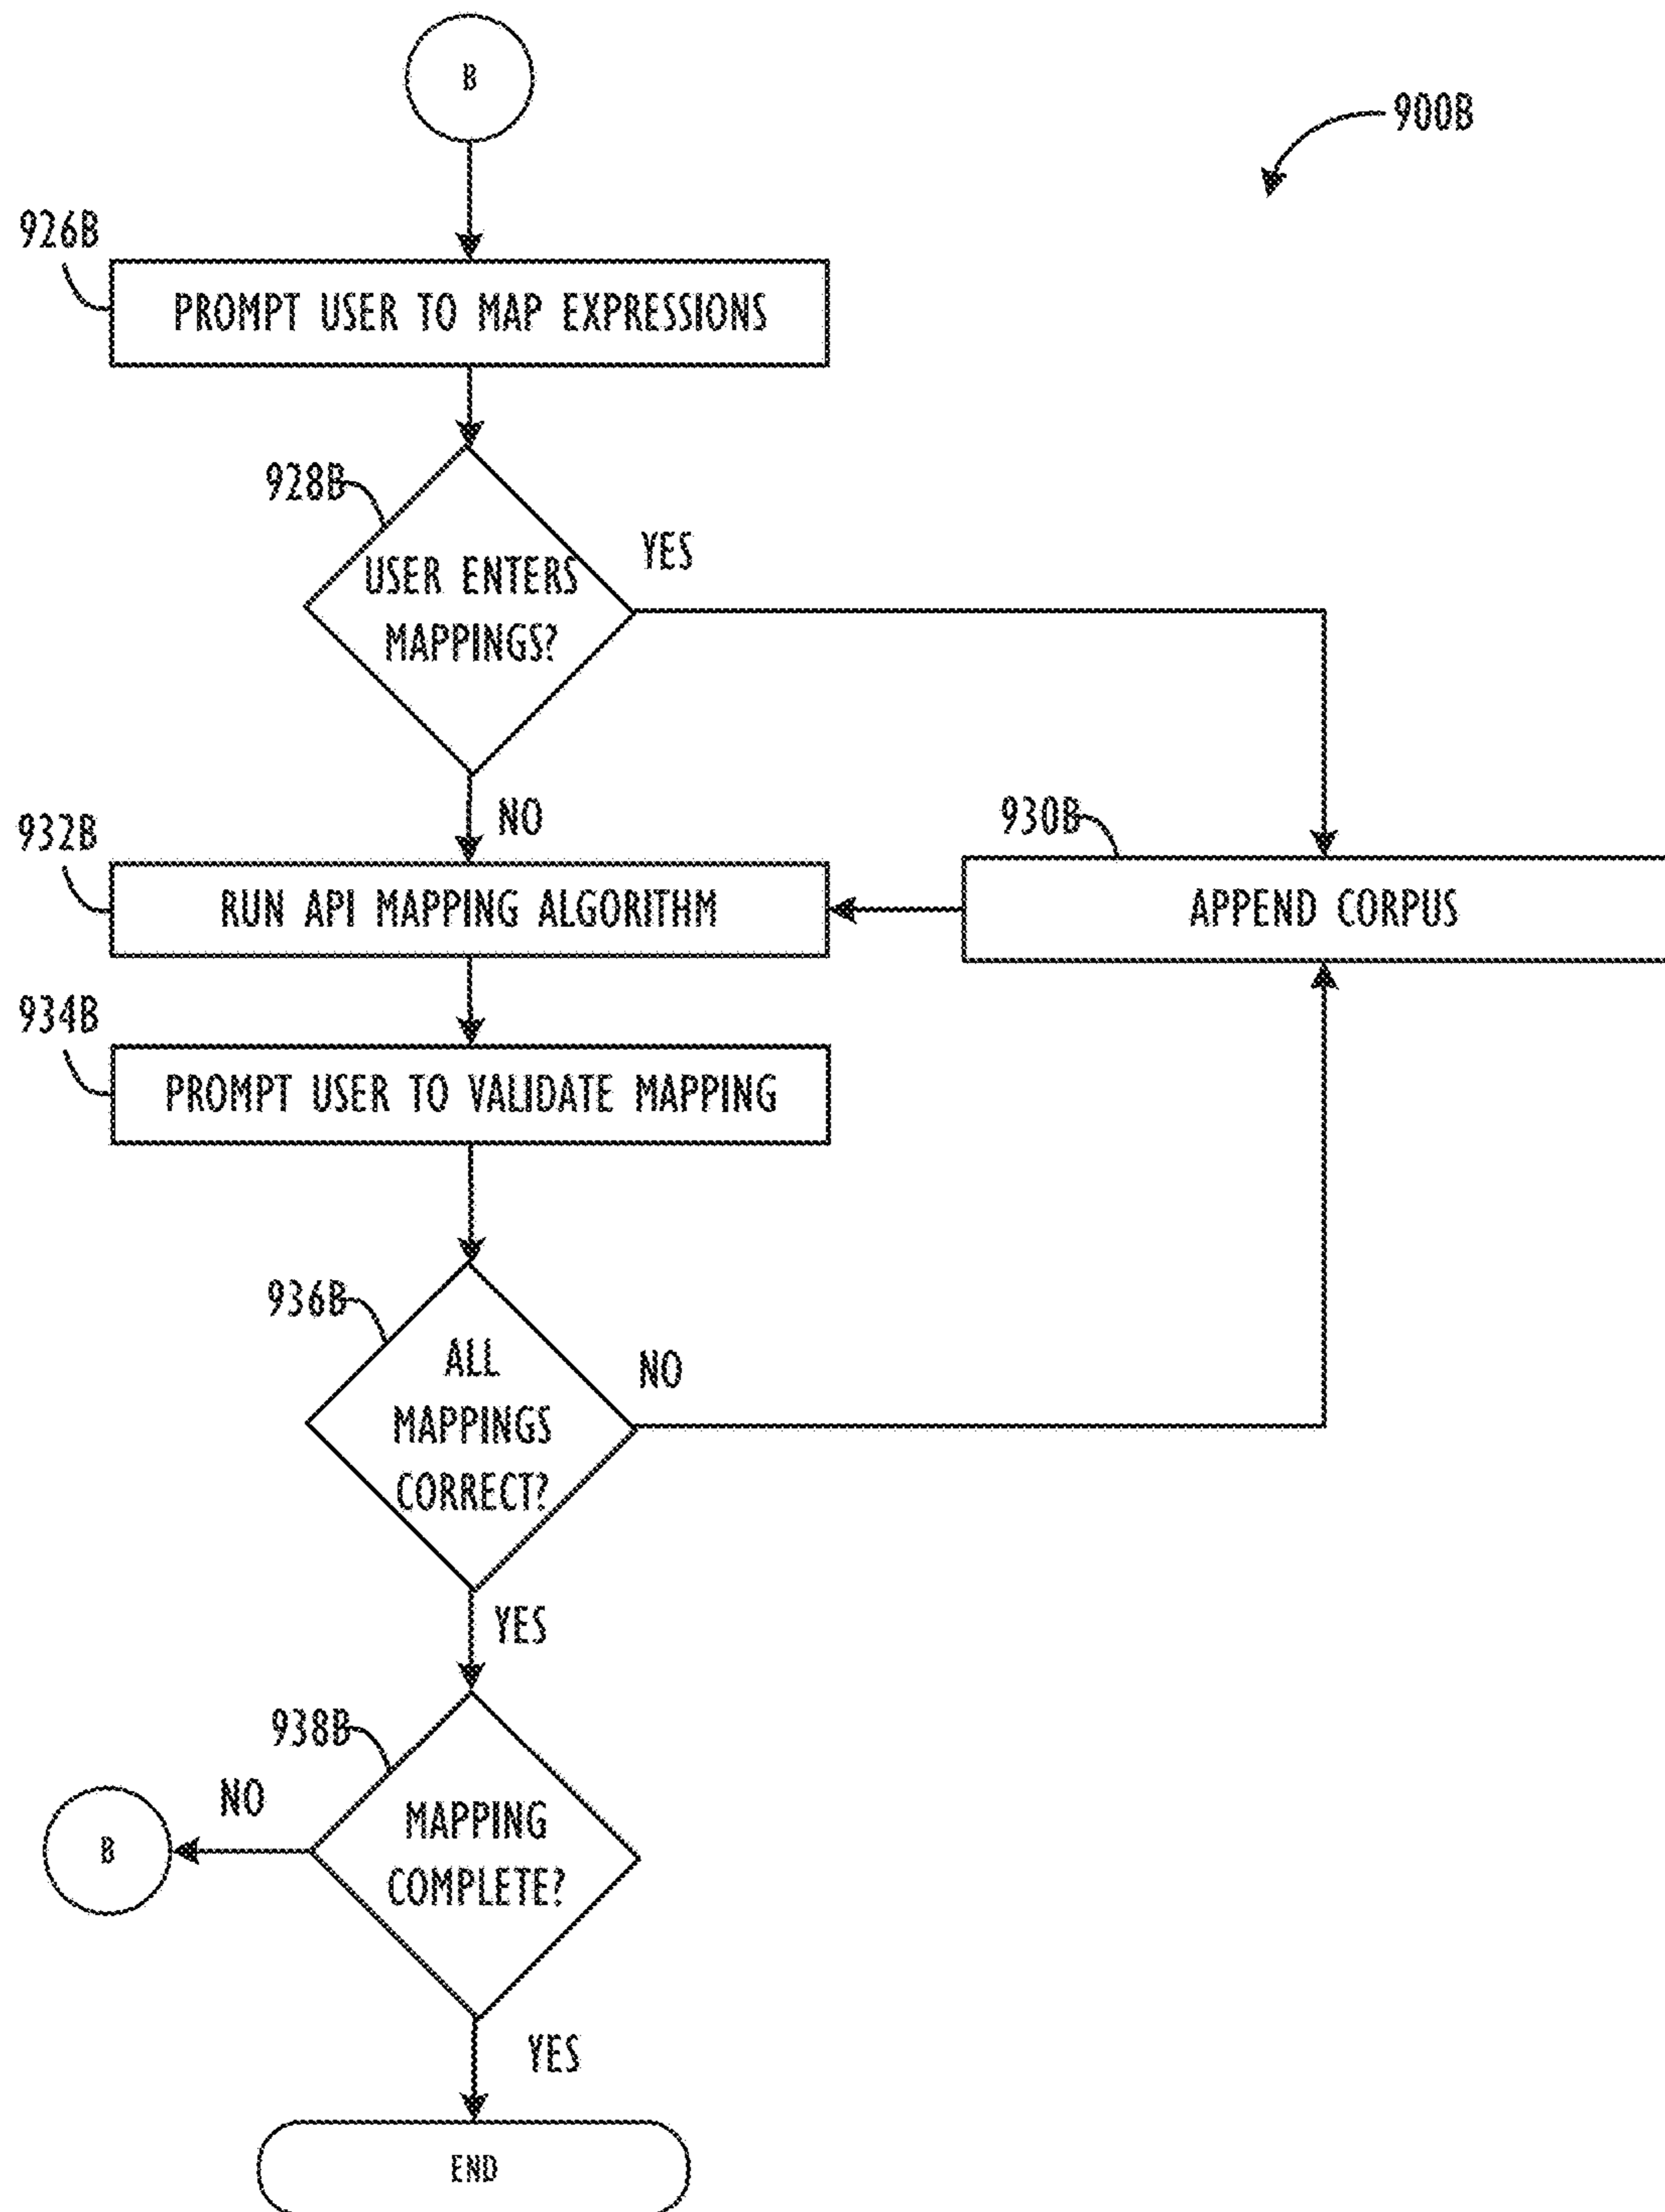 B
900B
926B
PROMPT USER TO MAP EXPRESSIONS
928B
USER ENTERS
MAPPINGS?
YES
NO
930B
APPEND CORPUS
932B
RUN API MAPPING ALGORITHM
934B
PROMPT USER TO VALIDATE MAPPING
936B
ALL
MAPPINGS
CORRECT?
NO
YES
938B
MAPPING
COMPLETE?
NO
B
YES
END